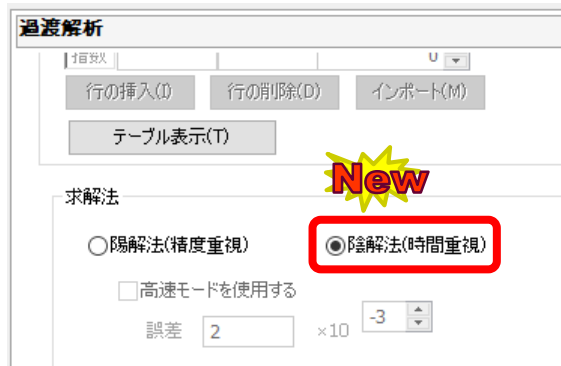 過渡解析
指数 0
行の挿入(I) 行の削除(D) インポート(M)
テーブル表示(T)
New
求解法
陽解法(精度重視) 陰解法(時間重視)
高速モードを使用する
誤差 2 ×10 -3